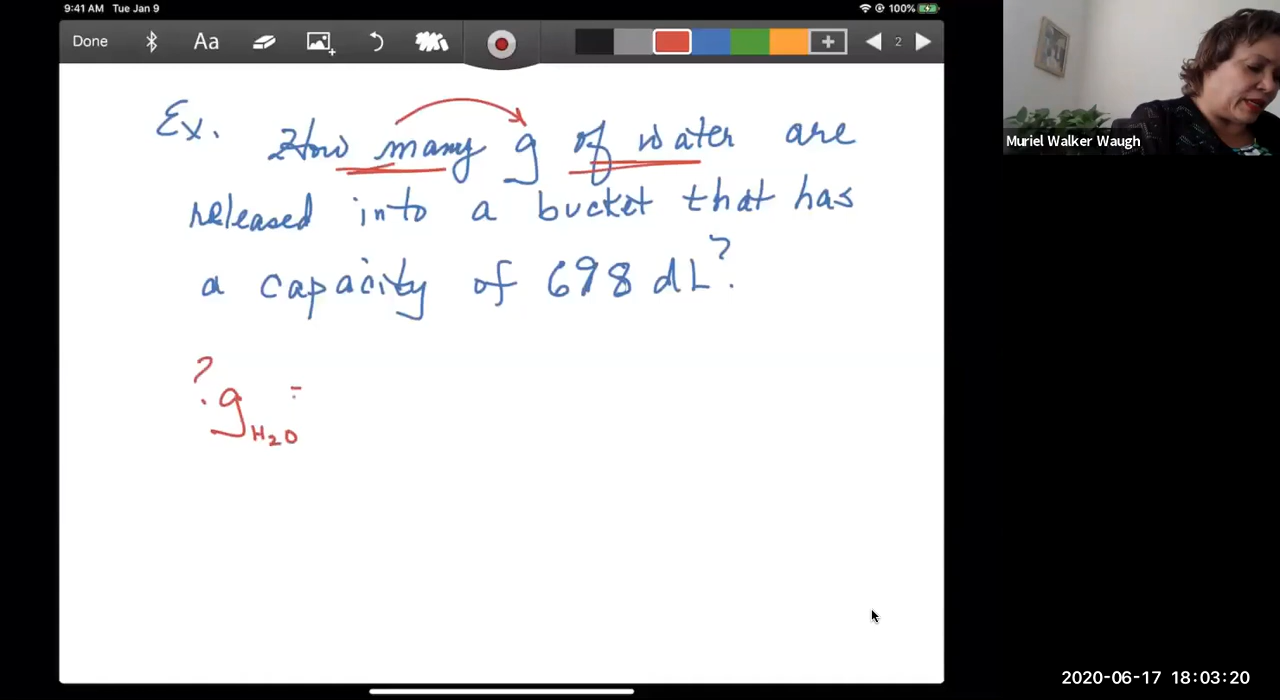 9:41 AM Tue Jan 9
100%
Done
Aa
2
Muriel Walker Waugh
Ex. How many g of water are
released into a bucket that has
a capacity of 698 dL?
? g H2O =
2020-06-17 18:03:20